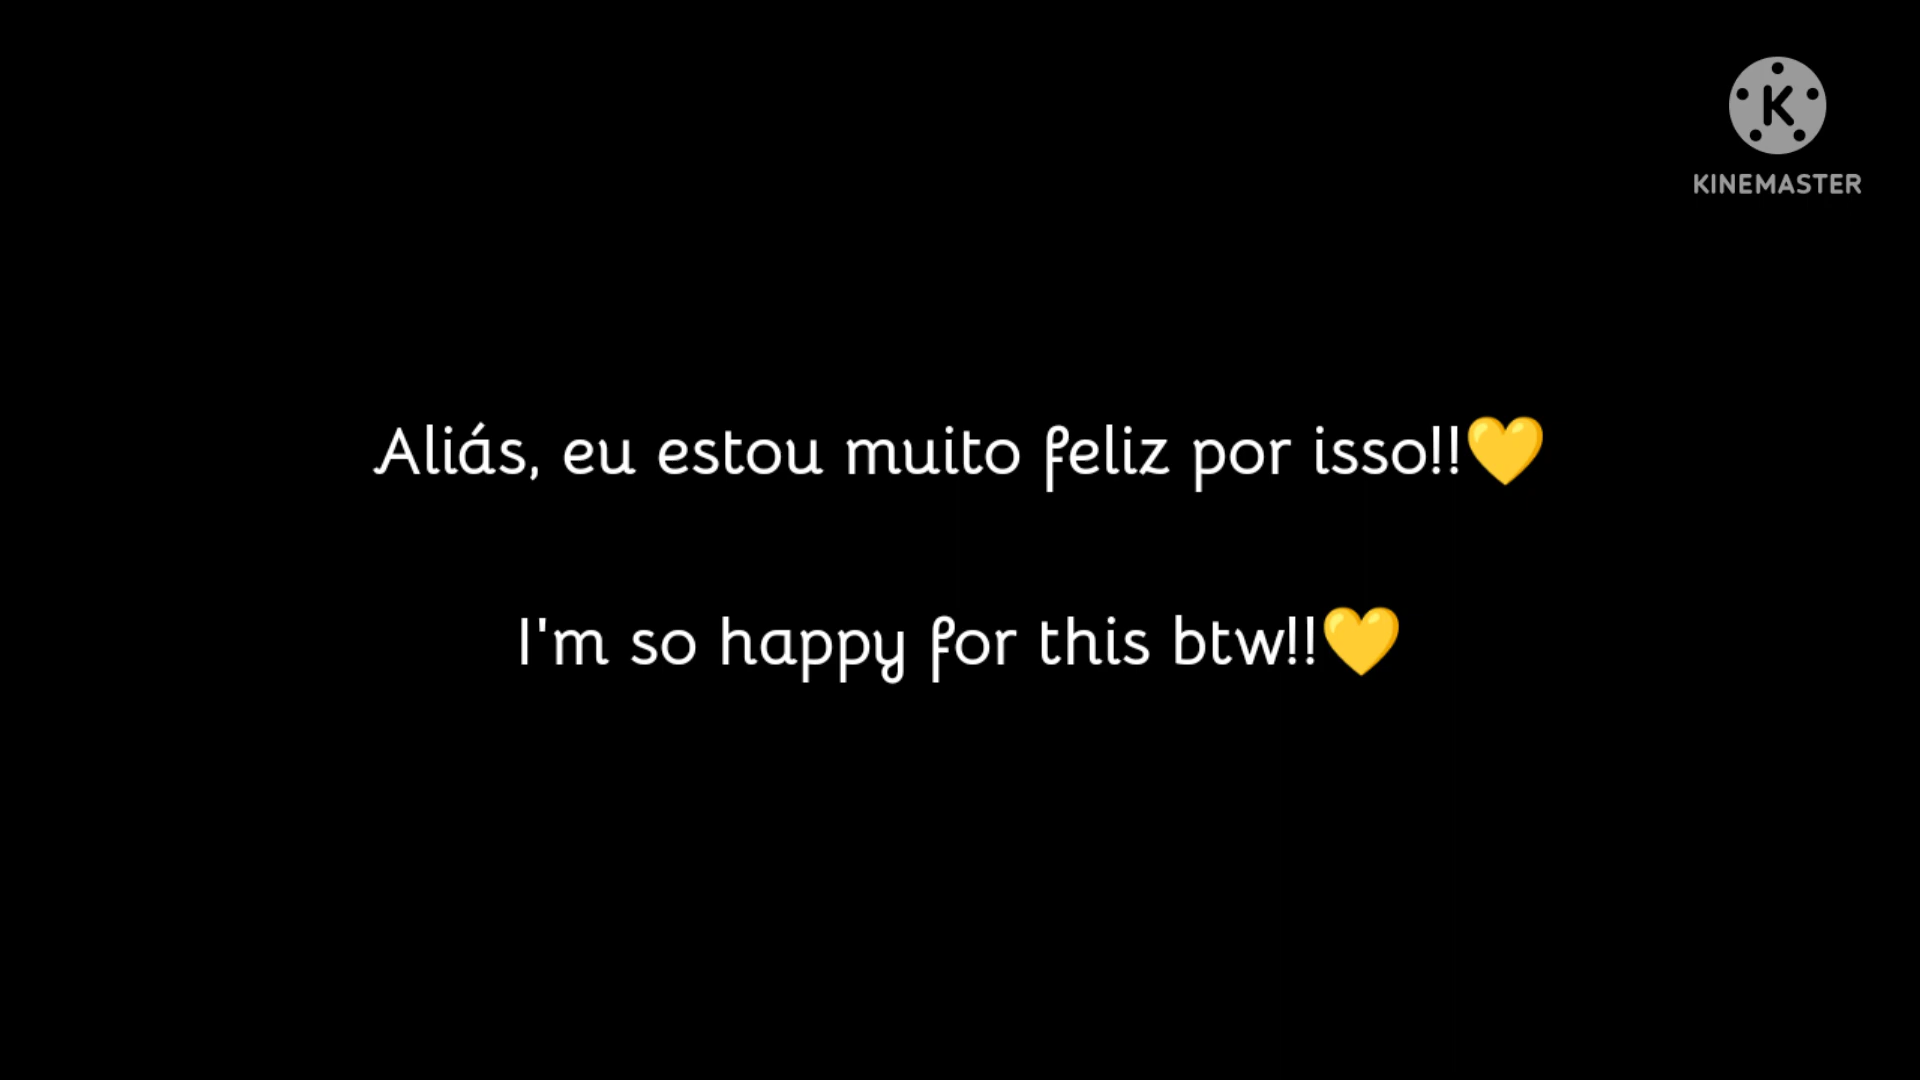 K
KINEMASTER
Aliás, eu estou muito feliz por isso!!💛
I'm so happy for this btw!!💛